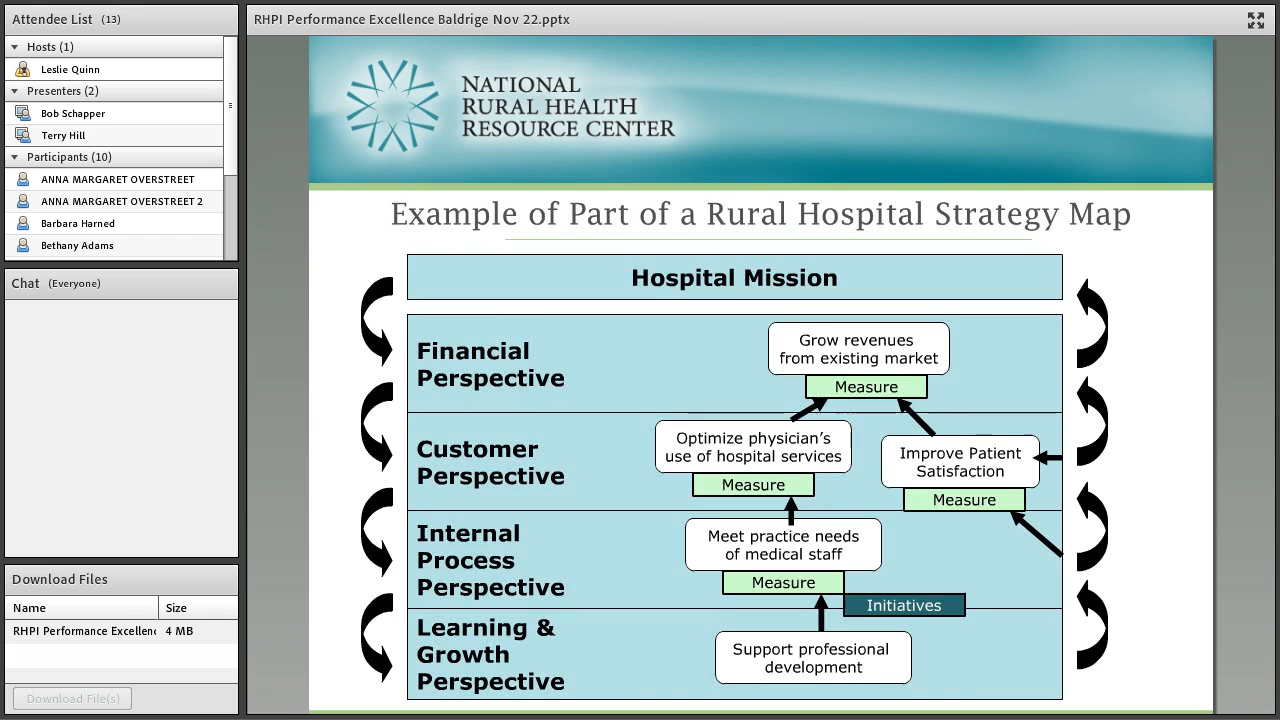 Attendee List (13)
Hosts (1)
Leslie Quinn
Presenters (2)
Bob Schapper
Terry Hill
Participants (10)
ANNA MARGARET OVERSTREET
ANNA MARGARET OVERSTREET 2
Barbara Harned
Bethany Adams
Chat (Everyone)
Download Files
Name Size
RHPI Performance Excellenc 4 MB
Download File(s)
RHPI Performance Excellence Baldrige Nov 22.pptx
NATIONAL
RURAL HEALTH
RESOURCE CENTER
Example of Part of a Rural Hospital Strategy Map
Hospital Mission
Financial
Perspective
Grow revenues
from existing market
Measure
Customer
Perspective
Optimize physician's
use of hospital services
Measure
Improve Patient
Satisfaction
Measure
Internal
Process
Perspective
Meet practice needs
of medical staff
Measure
Initiatives
Learning &
Growth
Perspective
Support professional
development